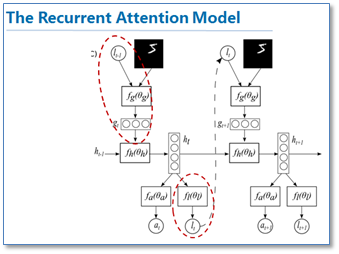 The Recurrent Attention Model
c)
l_{t-1}
l_t
f_g(θ_g)
f_g(θ_g)
g_t
g_{t+1}
h_t
h_{t+1}
h_{t-1}
f_h(θ_h)
f_h(θ_h)
f_a(θ_a)
f_l(θ_l)
f_a(θ_a)
f_l(θ_l)
a_t
l_t
a_{t+1}
l_{t+1}